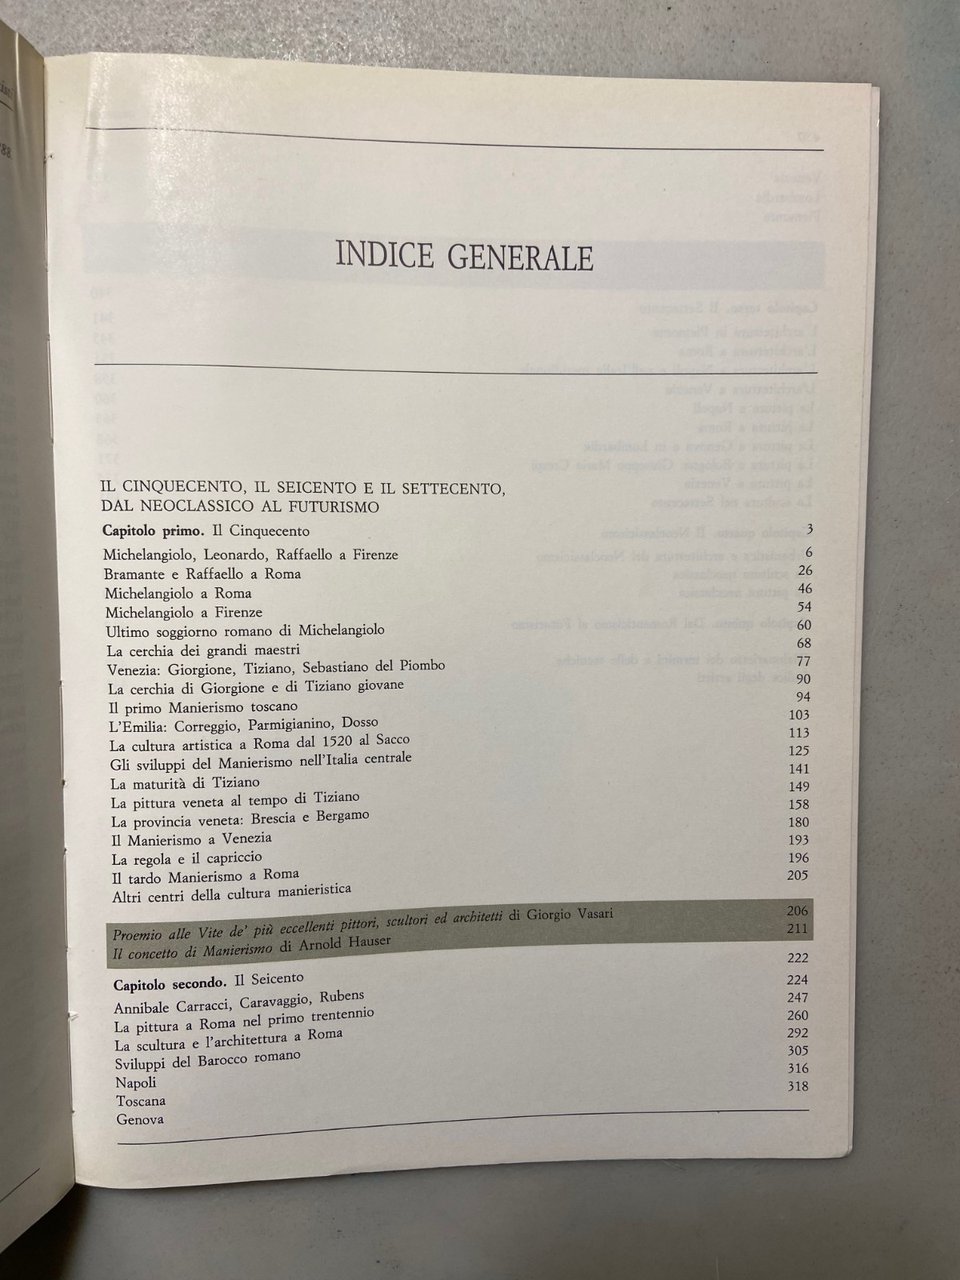 INDICE GENERALE
IL CINQUECENTO, IL SEICENTO E IL SETTECENTO,
DAL NEOCLASSICO AL FUTURISMO
Capitolo primo. Il Cinquecento 3
Michelangiolo, Leonardo, Raffaello a Firenze 6
Bramante e Raffaello a Roma 26
Michelangiolo a Roma 46
Michelangiolo a Firenze 54
Ultimo soggiorno romano di Michelangiolo 60
La cerchia dei grandi maestri 68
Venezia: Giorgione, Tiziano, Sebastiano del Piombo 77
La cerchia di Giorgione e di Tiziano giovane 90
Il primo Manierismo toscano 94
L'Emilia: Correggio, Parmigianino, Dosso 103
La cultura artistica a Roma dal 1520 al Sacco 113
Gli sviluppi del Manierismo nell'Italia centrale 125
La maturità di Tiziano 141
La pittura veneta al tempo di Tiziano 149
La provincia veneta: Brescia e Bergamo 158
Il Manierismo a Venezia 180
La regola e il capriccio 193
Il tardo Manierismo a Roma 196
Altri centri della cultura manieristica 205
Proemio alle Vite de' più eccellenti pittori, scultori ed architetti di Giorgio Vasari 206
Il concetto di Manierismo di Arnold Hauser 211
Capitolo secondo. Il Seicento 222
Annibale Carracci, Caravaggio, Rubens 224
La pittura a Roma nel primo trentennio 247
La scultura e l'architettura a Roma 260
Sviluppi del Barocco romano 292
Napoli 305
Toscana 316
Genova 318